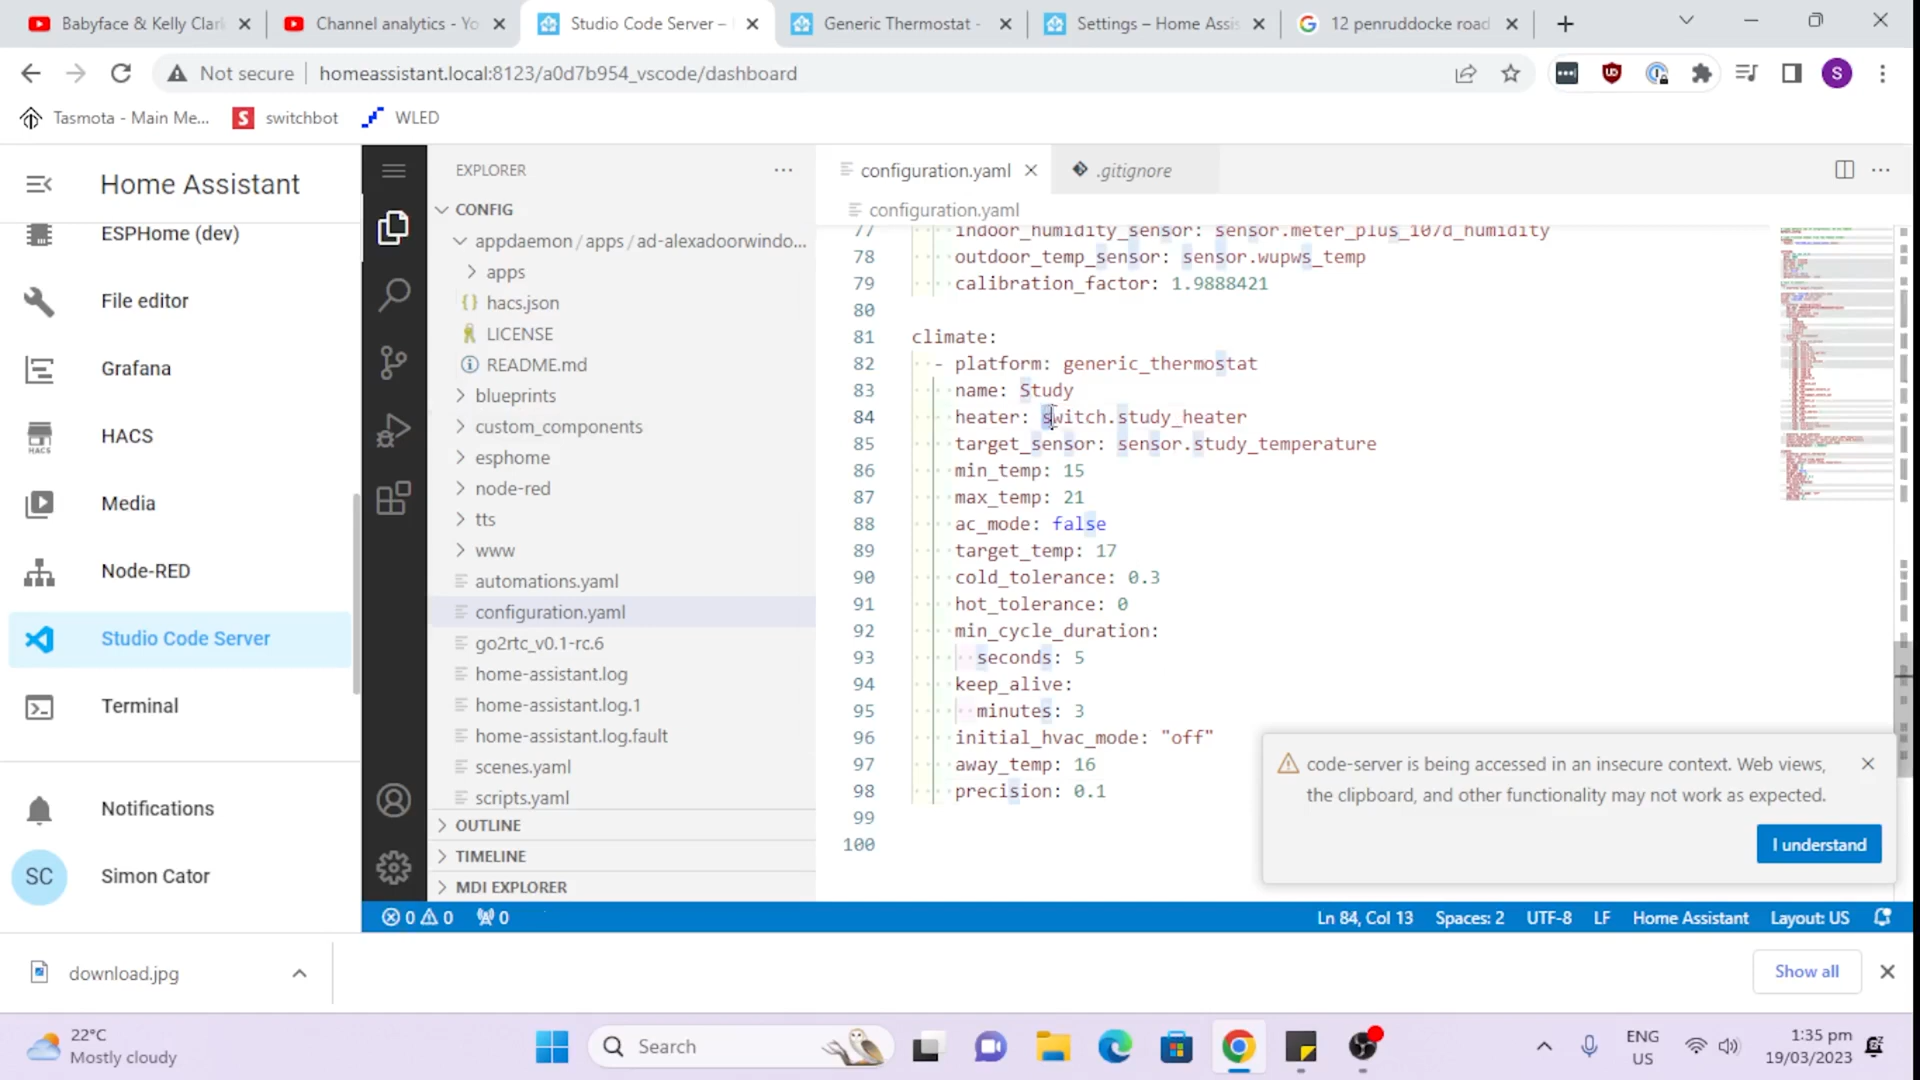 Babyface & Kelly Clar
Channel analytics - Yo
Studio Code Server –
Generic Thermostat -
Settings – Home Assis
12 penruddocke road
Not secure
homeassistant.local:8123/a0d7b954_vscode/dashboard
S
Tasmota - Main Me...
switchbot
WLED
Home Assistant
ESPHome (dev)
File editor
Grafana
HACS
Media
Node-RED
Studio Code Server
Terminal
Notifications
SC
Simon Cator
EXPLORER
CONFIG
appdaemon/apps/ad-alexadoorwindo...
apps
hacs.json
LICENSE
README.md
blueprints
custom_components
esphome
node-red
tts
www
automations.yaml
configuration.yaml
go2rtc_v0.1-rc.6
home-assistant.log
home-assistant.log.1
home-assistant.log.fault
scenes.yaml
scripts.yaml
OUTLINE
TIMELINE
MDI EXPLORER
configuration.yaml
.gitignore
configuration.yaml
77 indoor_humidity_sensor: sensor.meter_plus_107d_humidity
78 outdoor_temp_sensor: sensor.wupws_temp
79 calibration_factor: 1.9888421
80
81 climate:
82 - platform: generic_thermostat
83 name: Study
84 heater: switch.study_heater
85 target_sensor: sensor.study_temperature
86 min_temp: 15
87 max_temp: 21
88 ac_mode: false
89 target_temp: 17
90 cold_tolerance: 0.3
91 hot_tolerance: 0
92 min_cycle_duration:
93 seconds: 5
94 keep_alive:
95 minutes: 3
96 initial_hvac_mode: "off"
97 away_temp: 16
98 precision: 0.1
99
100
code-server is being accessed in an insecure context. Web views,
the clipboard, and other functionality may not work as expected.
I understand
0 0 0
Ln 84, Col 13
Spaces: 2
UTF-8
LF
Home Assistant
Layout: US
download.jpg
Show all
22°C
Mostly cloudy
Search
ENG
US
1:35 pm
19/03/2023